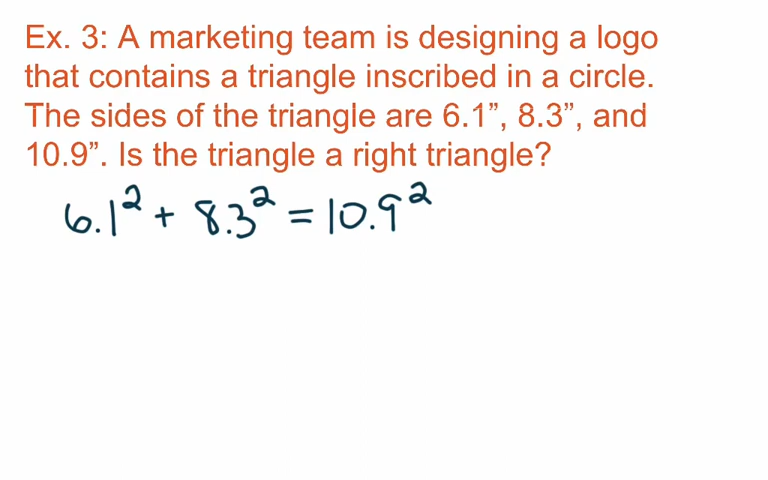 Ex. 3: A marketing team is designing a logo
that contains a triangle inscribed in a circle.
The sides of the triangle are 6.1”, 8.3”, and
10.9”. Is the triangle a right triangle?
6.1² + 8.3² = 10.9²